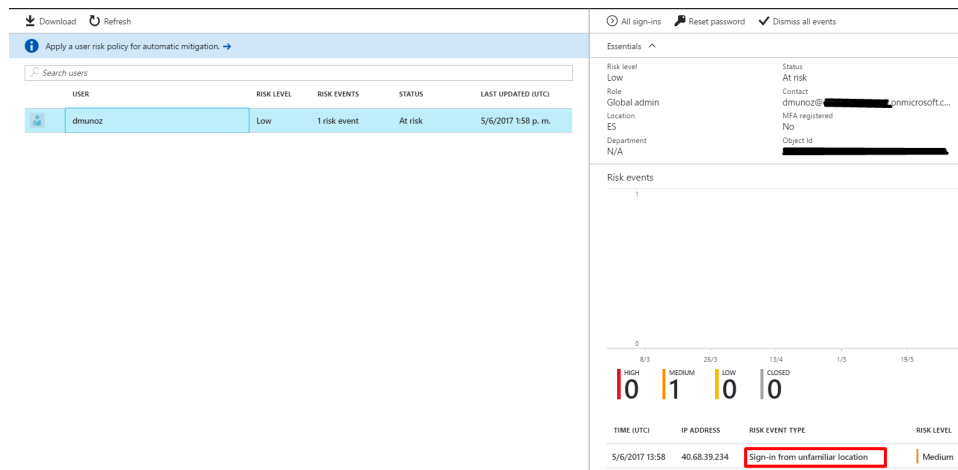 Download Refresh
Apply a user risk policy for automatic mitigation. →
Search users
USER RISK LEVEL RISK EVENTS STATUS LAST UPDATED (UTC)
dmunoz Low 1 risk event At risk 5/6/2017 1:58 p. m.
All sign-ins Reset password Dismiss all events
Essentials
Risk level Status
Low At risk
Role Contact
Global admin dmunoz@ onmicrosoft.c...
Location MFA registered
ES No
Department Object Id
N/A
Risk events
1
0
8/3 26/3 13/4 1/5 19/5
HIGH MEDIUM LOW CLOSED
0 1 0 0
TIME (UTC) IP ADDRESS RISK EVENT TYPE RISK LEVEL
5/6/2017 13:58 40.68.39.234 Sign-in from unfamiliar location Medium